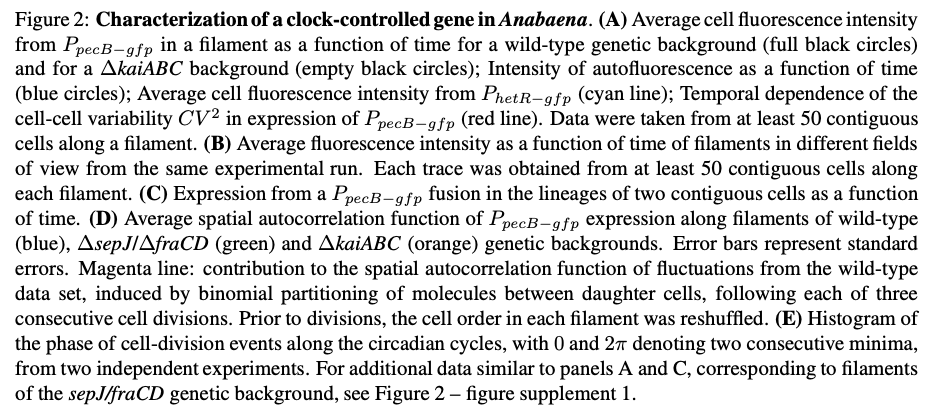 Figure 2: Characterization of a clock-controlled gene in Anabaena. (A) Average cell fluorescence intensity
from P_{pecB−gfp} in a filament as a function of time for a wild-type genetic background (full black circles)
and for a ΔkaiABC background (empty black circles); Intensity of autofluorescence as a function of time
(blue circles); Average cell fluorescence intensity from P_{hetR−gfp} (cyan line); Temporal dependence of the
cell-cell variability CV² in expression of P_{pecB−gfp} (red line). Data were taken from at least 50 contiguous
cells along a filament. (B) Average fluorescence intensity as a function of time of filaments in different fields
of view from the same experimental run. Each trace was obtained from at least 50 contiguous cells along
each filament. (C) Expression from a P_{pecB−gfp} fusion in the lineages of two contiguous cells as a function
of time. (D) Average spatial autocorrelation function of P_{pecB−gfp} expression along filaments of wild-type
(blue), ΔsepJ/ΔfraCD (green) and ΔkaiABC (orange) genetic backgrounds. Error bars represent standard
errors. Magenta line: contribution to the spatial autocorrelation function of fluctuations from the wild-type
data set, induced by binomial partitioning of molecules between daughter cells, following each of three
consecutive cell divisions. Prior to divisions, the cell order in each filament was reshuffled. (E) Histogram of
the phase of cell-division events along the circadian cycles, with 0 and 2π denoting two consecutive minima,
from two independent experiments. For additional data similar to panels A and C, corresponding to filaments
of the sepJ/fraCD genetic background, see Figure 2 – figure supplement 1.